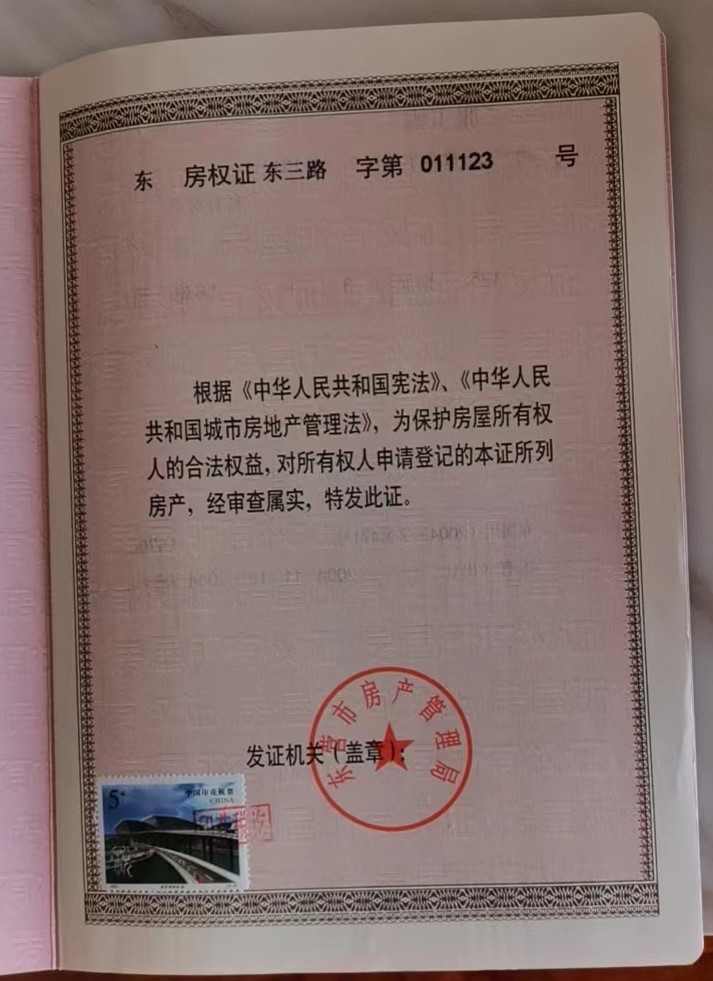 东 房权证 东三路 字第 011123 号
根据《中华人民共和国宪法》、《中华人民
共和国城市房地产管理法》，为保护房屋所有权
人的合法权益，对所有权人申请登记的本证所列
房产，经审查属实，特发此证。
东营市房产管理局
发证机关（盖章）：
5元
中国印花税票
CHINA